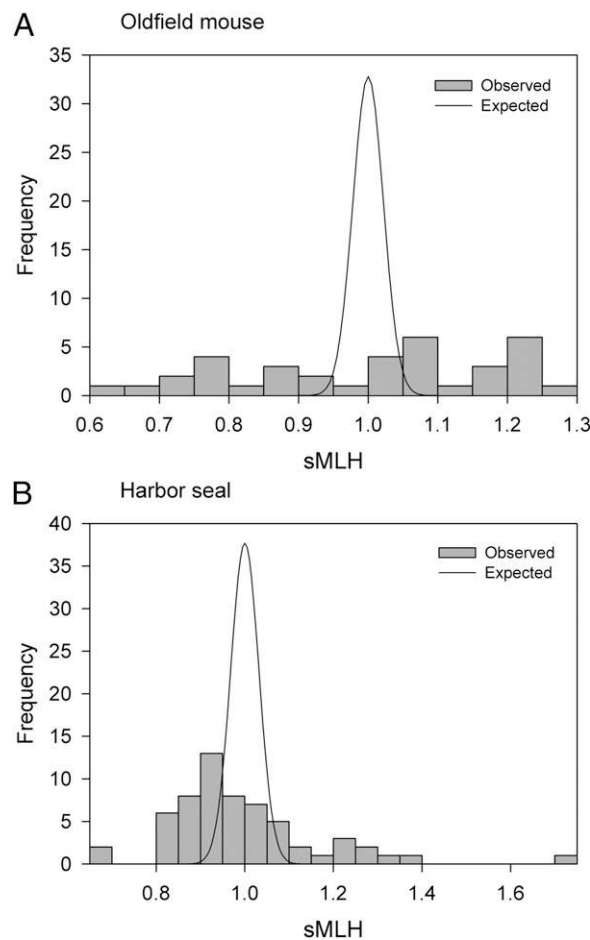 A Oldfield mouse
35
30
25
20
15
10
5
0
Frequency
Observed
Expected
0.6 0.7 0.8 0.9 1.0 1.1 1.2 1.3
sMLH
B Harbor seal
40
35
30
25
20
15
10
5
0
Frequency
Observed
Expected
0.8 1.0 1.2 1.4 1.6
sMLH